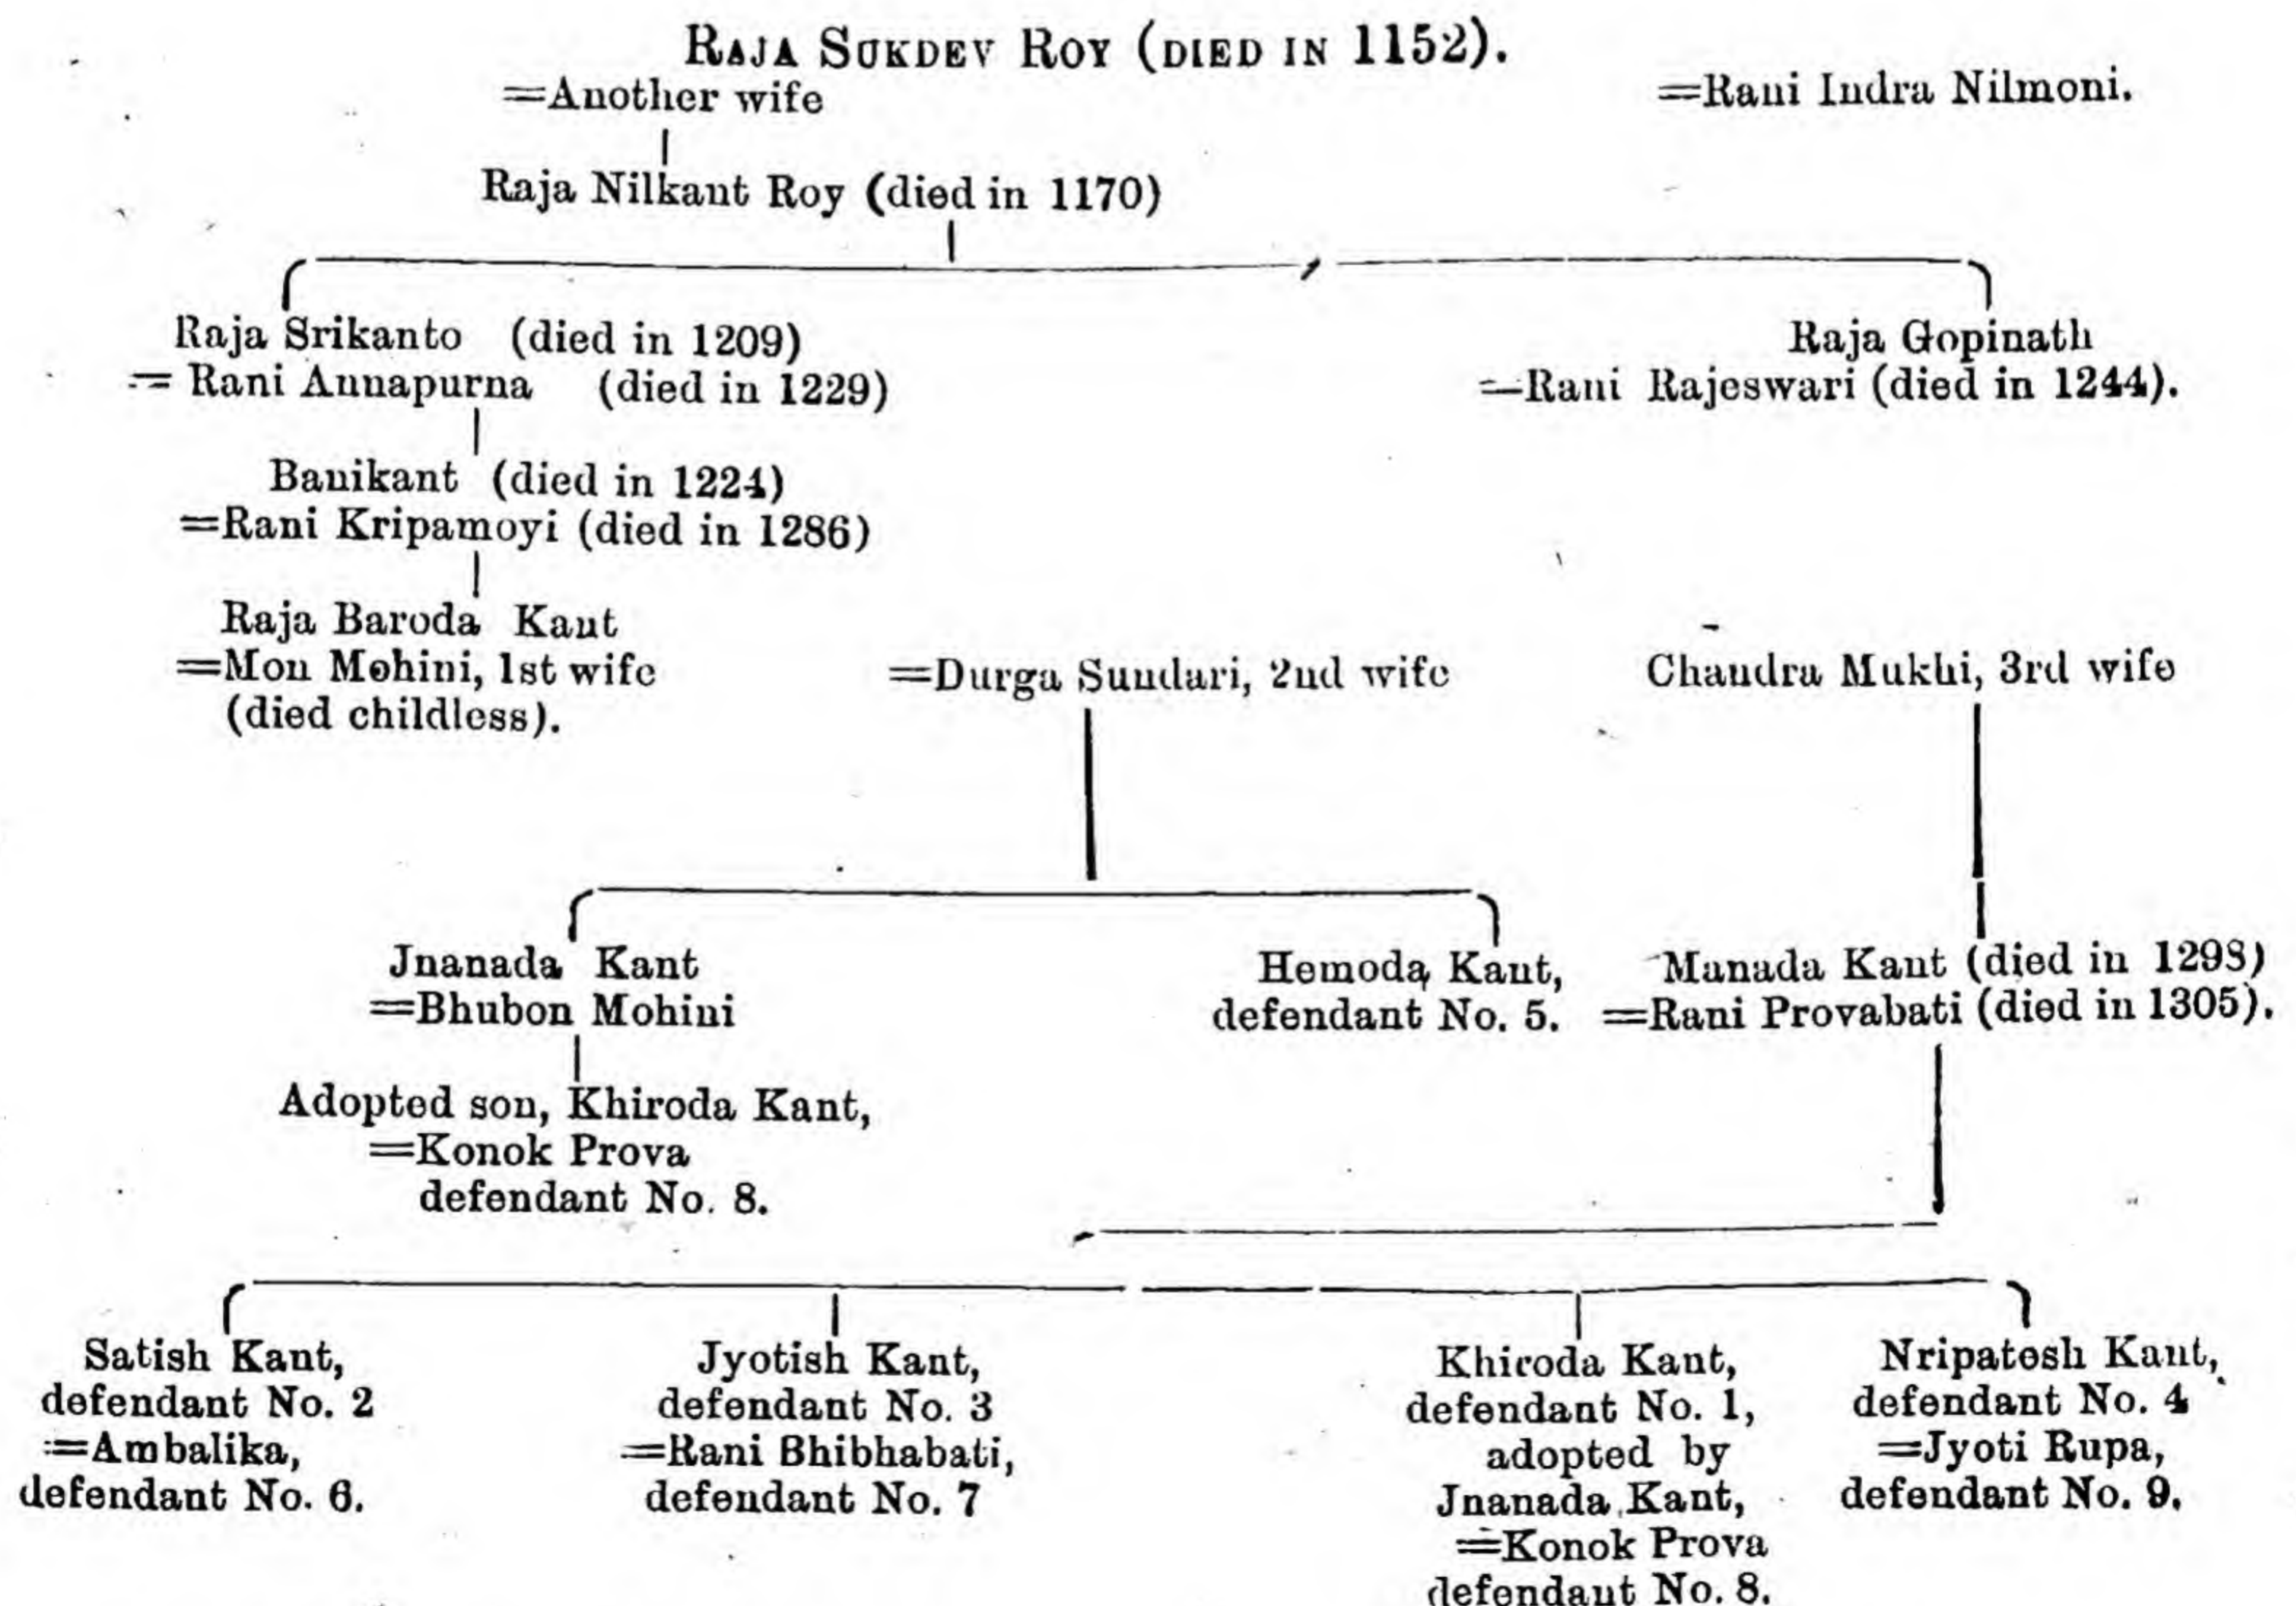 RAJA SUKDEV ROY (DIED IN 1152).
=Another wife
=Rani Indra Nilmoni.
Raja Nilkant Roy (died in 1170)
Raja Srikanto (died in 1209)
= Rani Annapurna (died in 1229)
Raja Gopinath
=Rani Rajeswari (died in 1244).
Banikant (died in 1224)
=Rani Kripamoyi (died in 1286)
Raja Baroda Kant
=Mon Mohini, 1st wife
(died childless).
=Durga Sundari, 2nd wife
Chandra Mukhi, 3rd wife
Jnanada Kant
=Bhubon Mohini
Hemoda Kant,
defendant No. 5.
Manada Kant (died in 1298)
=Rani Provabati (died in 1305).
Adopted son, Khiroda Kant,
=Konok Prova
defendant No. 8.
Satish Kant,
defendant No. 2
=Ambalika,
defendant No. 6.
Jyotish Kant,
defendant No. 3
=Rani Bhibhabati,
defendant No. 7
Khiroda Kant,
defendant No. 1,
adopted by
Jnanada Kant,
=Konok Prova
defendant No. 8.
Nripatesh Kant,
defendant No. 4
=Jyoti Rupa,
defendant No. 9.